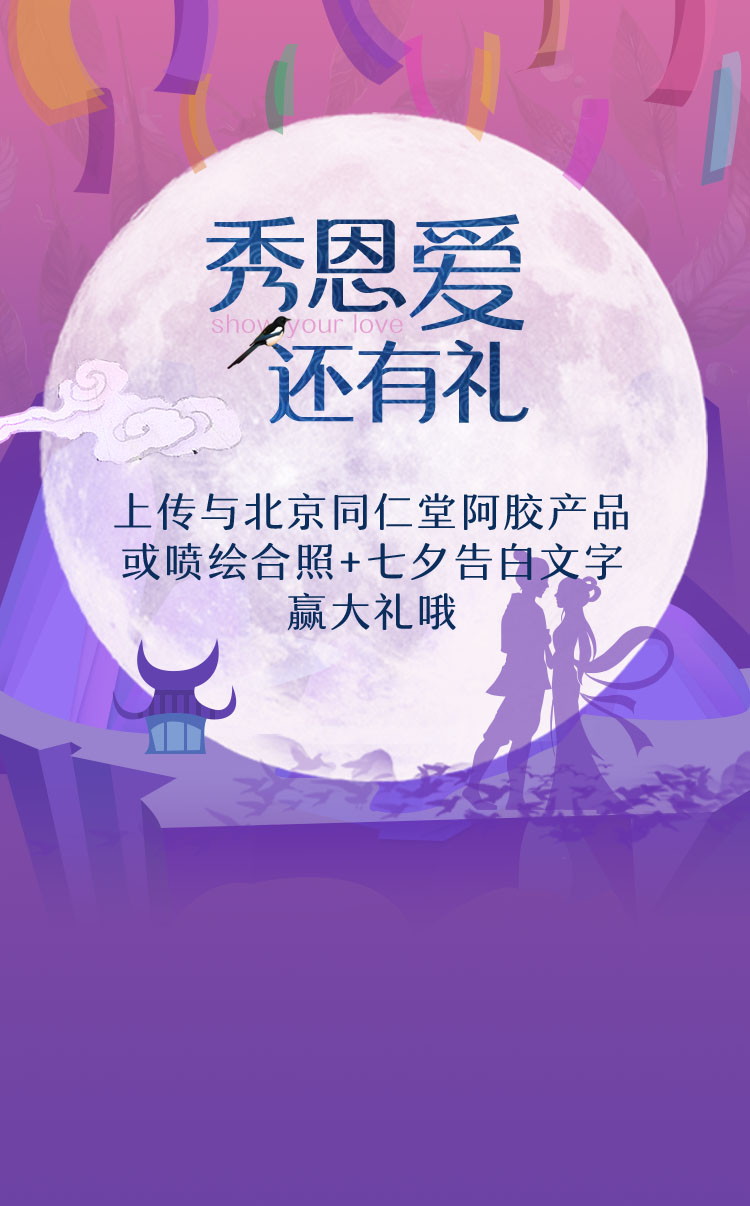 秀恩爱
show your love
还有礼
上传与北京同仁堂阿胶产品
或喷绘合照+七夕告白文字
赢大礼哦